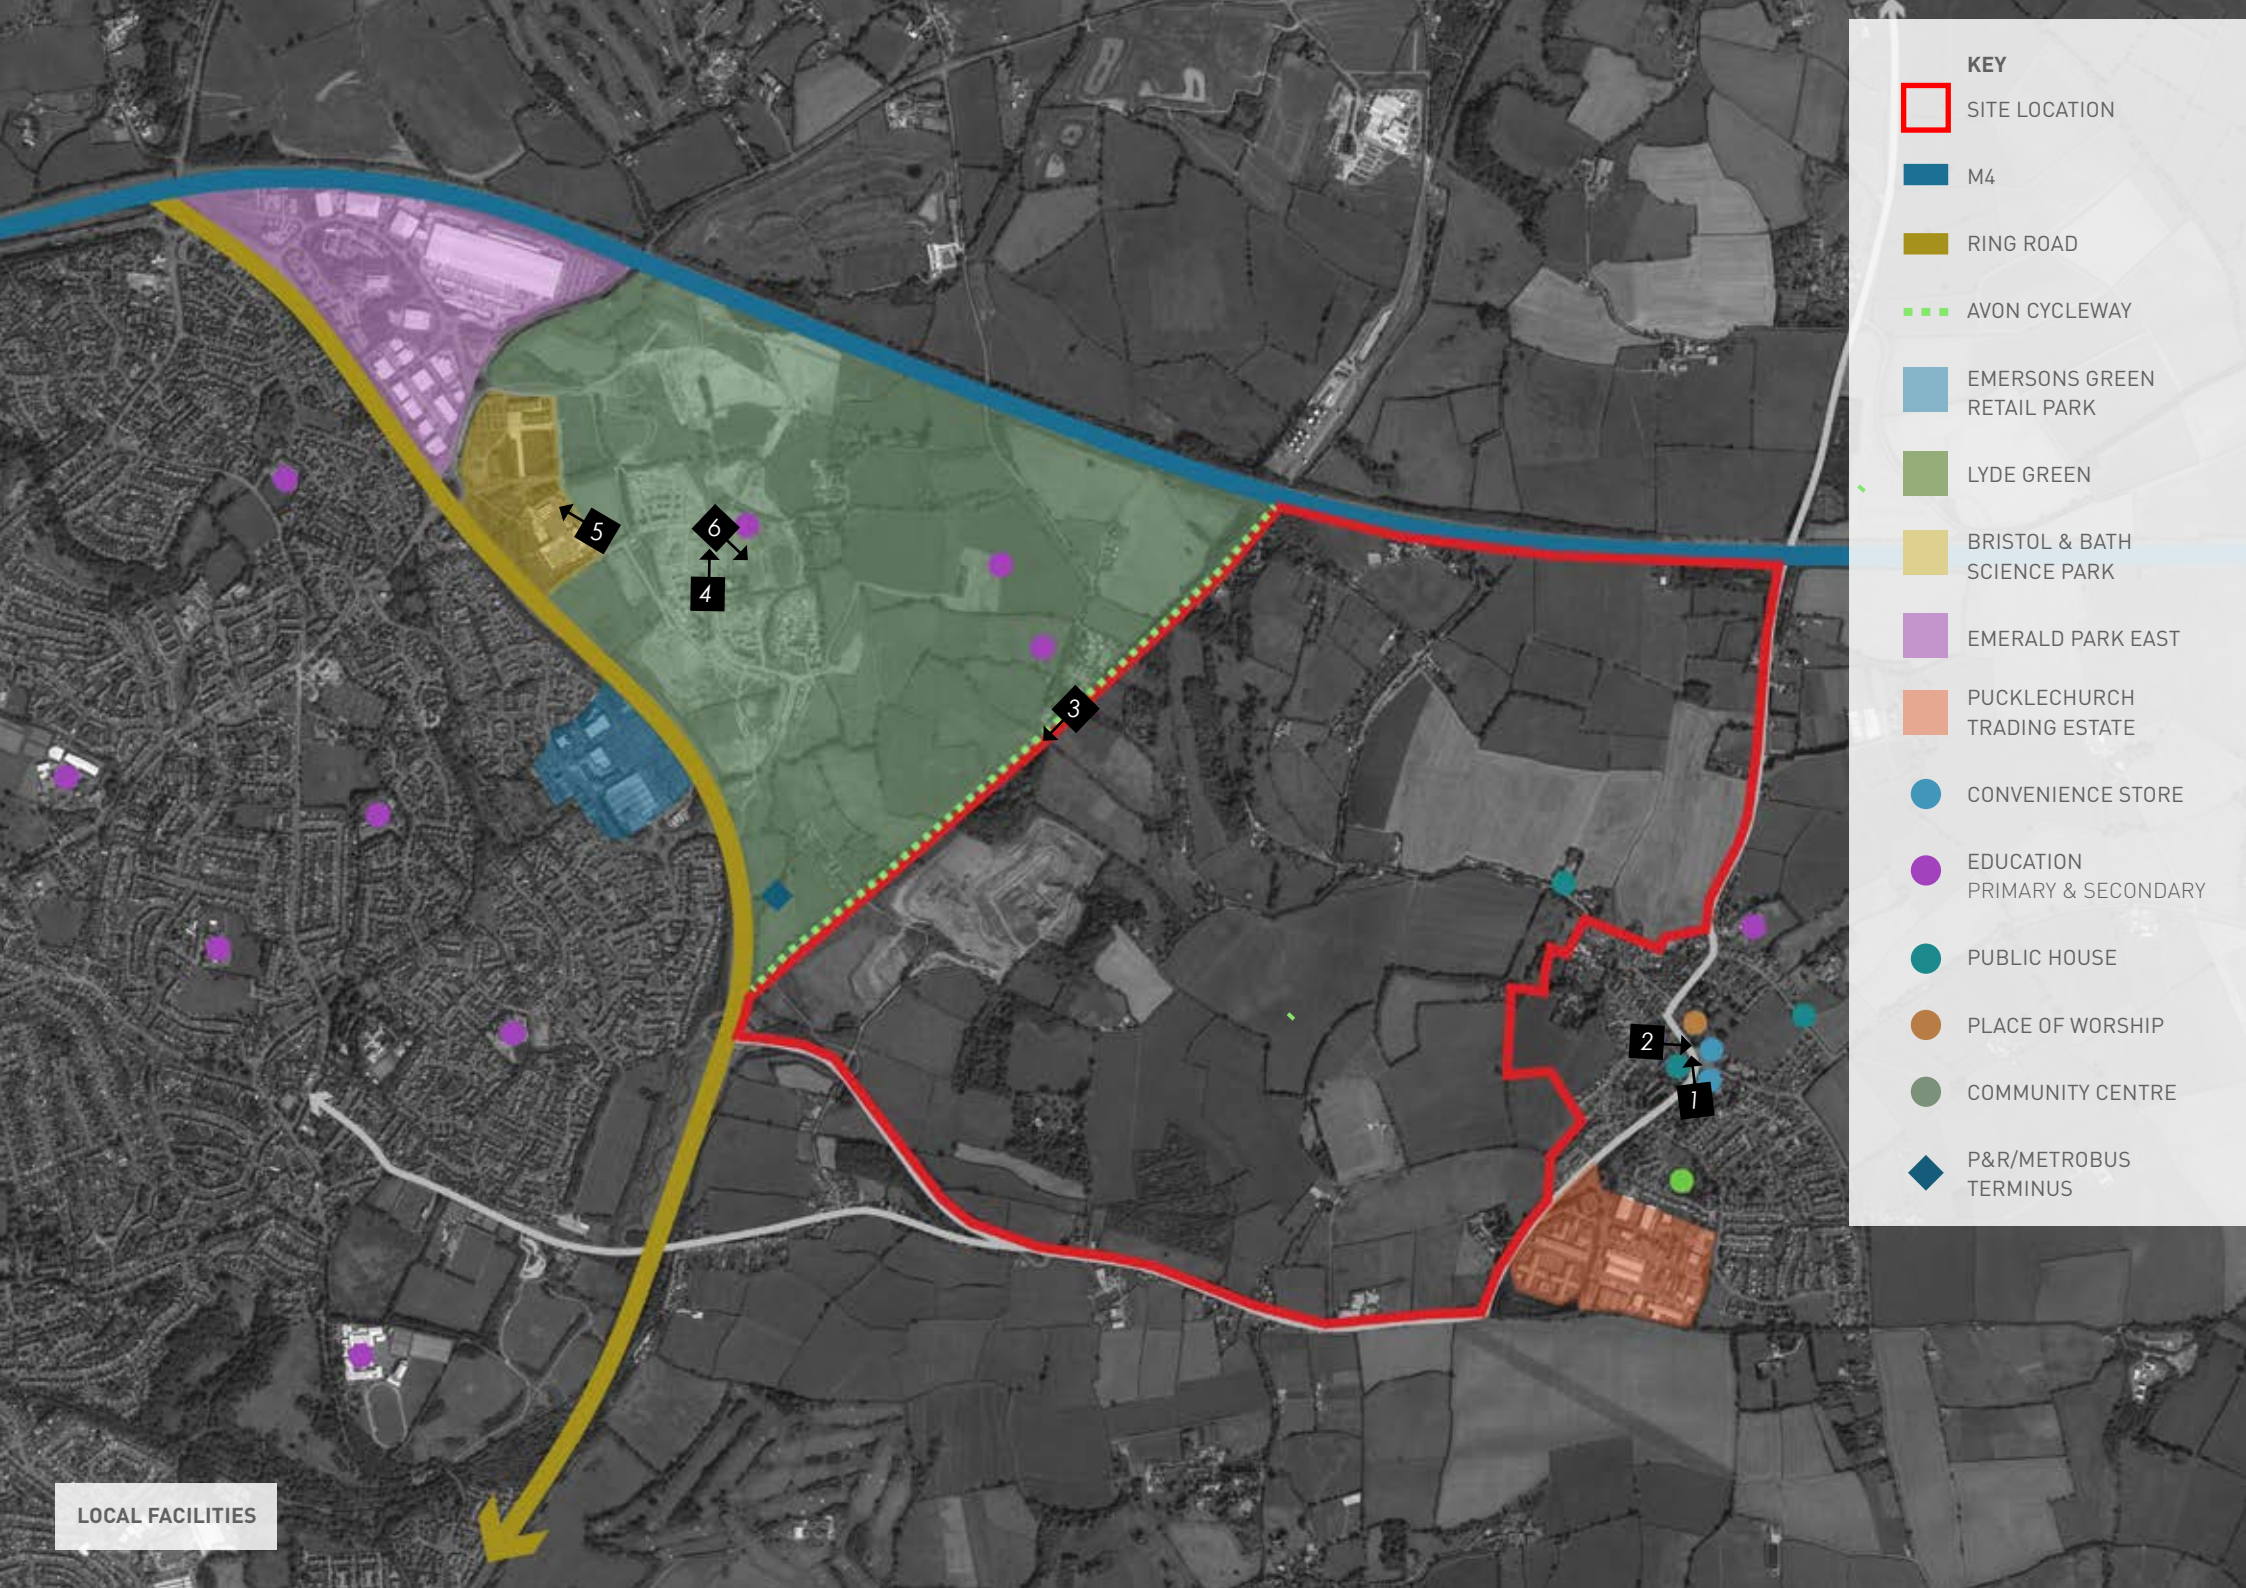 KEY
SITE LOCATION
M4
RING ROAD
AVON CYCLEWAY
EMERSONS GREEN
RETAIL PARK
LYDE GREEN
BRISTOL & BATH
SCIENCE PARK
EMERALD PARK EAST
PUCKLECHURCH
TRADING ESTATE
CONVENIENCE STORE
EDUCATION
PRIMARY & SECONDARY
PUBLIC HOUSE
PLACE OF WORSHIP
COMMUNITY CENTRE
P&R/METROBUS
TERMINUS
5
6
4
3
2
1
LOCAL FACILITIES